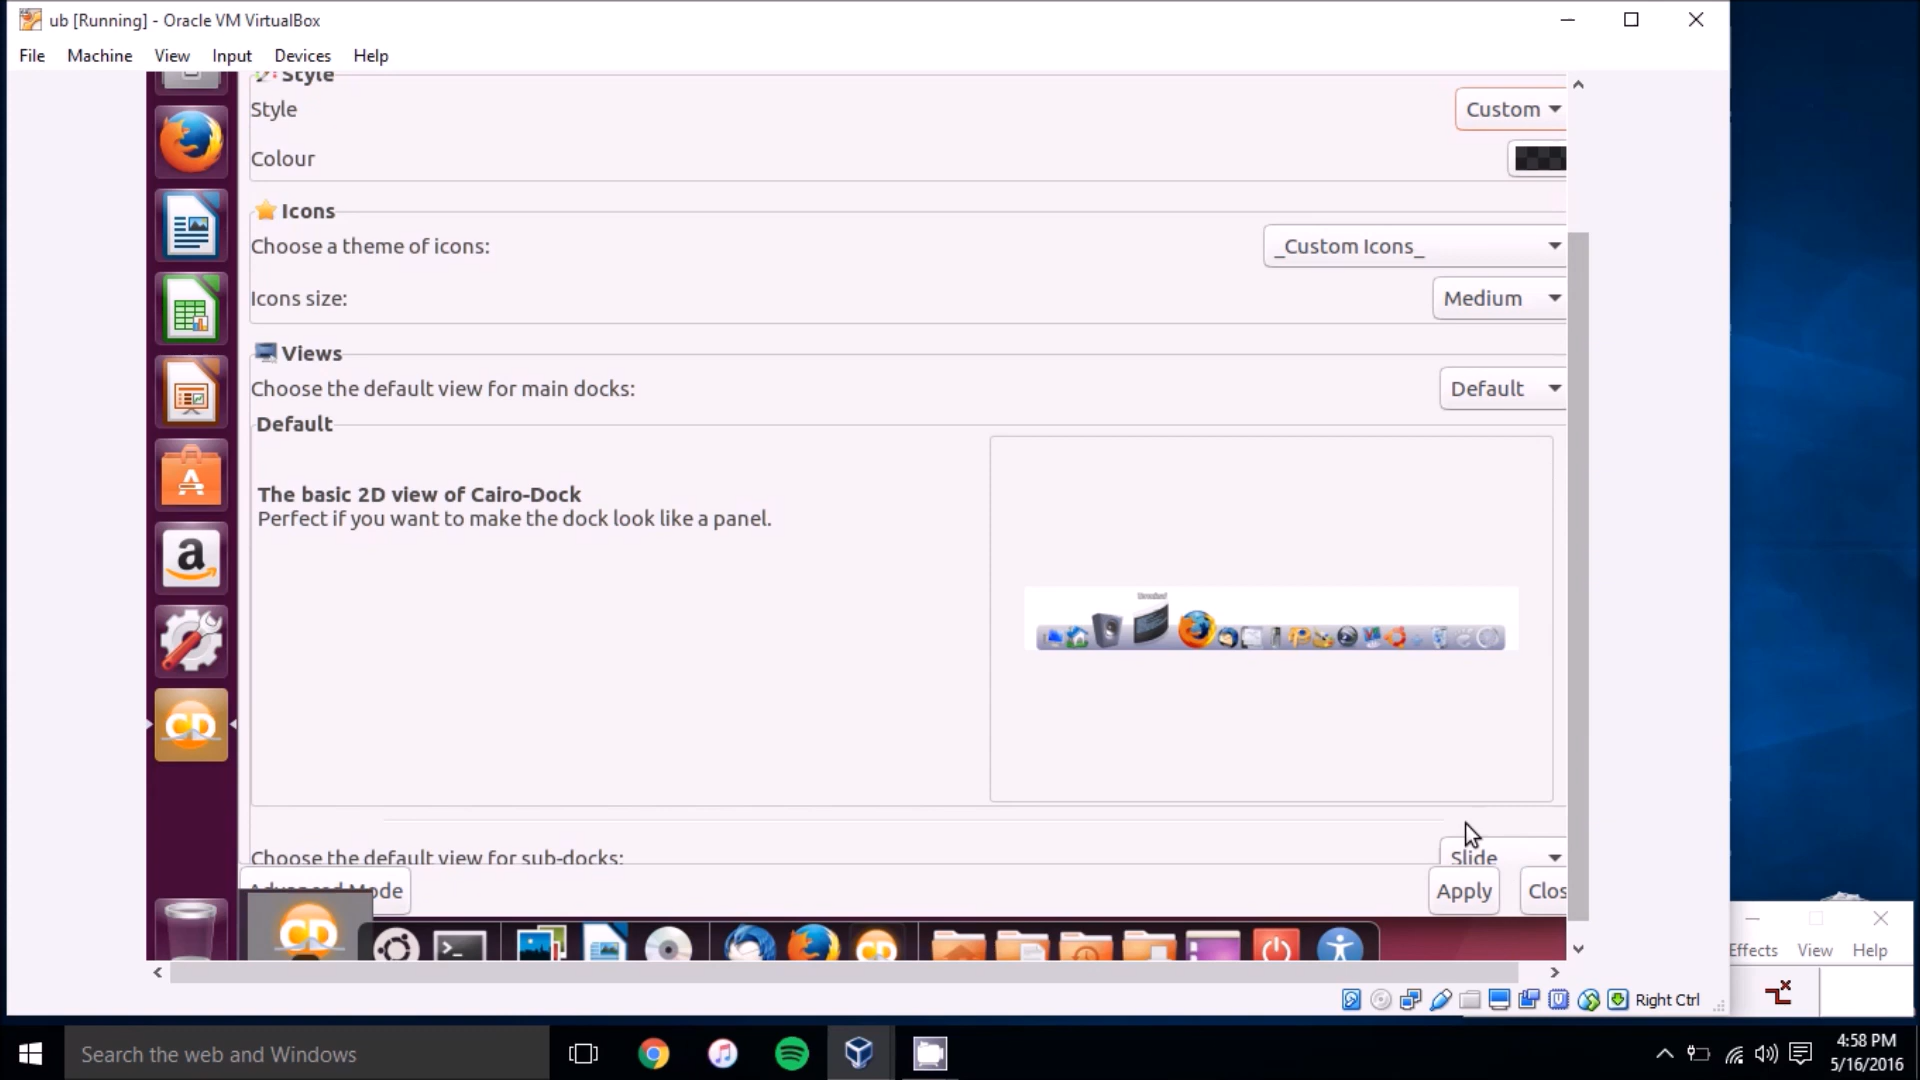 ub [Running] - Oracle VM VirtualBox
File Machine View Input Devices Help
Style
Style Custom
Colour
Icons
Choose a theme of icons: _Custom Icons_
Icons size: Medium
Views
Choose the default view for main docks: Default
Default
The basic 2D view of Cairo-Dock
Perfect if you want to make the dock look like a panel.
Choose the default view for sub-docks: Slide
Advanced Mode Apply Clos
Effects View Help
Right Ctrl
Search the web and Windows
4:58 PM
5/16/2016